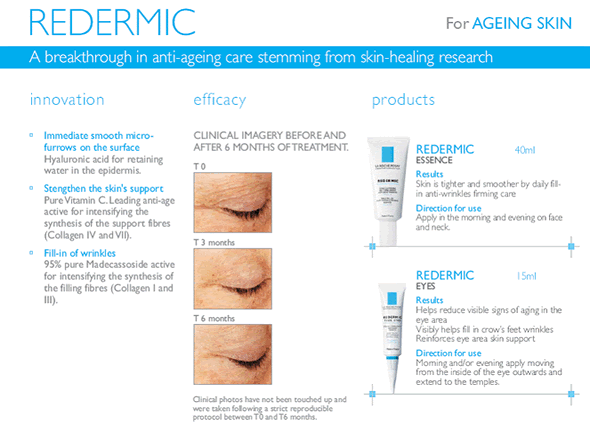 REDERMIC
For AGEING SKIN
A breakthrough in anti-ageing care stemming from skin-healing research
innovation
Immediate smooth micro-
furrows on the surface
Hyaluronic acid for retaining
water in the epidermis.
Stengthen the skin's support
Pure Vitamin C. Leading anti-age
active for intensifying the
synthesis of the support fibres
(Collagen IV and VII).
Fill-in of wrinkles
95% pure Madecassoside active
for intensifying the synthesis of
the filling fibres (Collagen I and
III).
efficacy
CLINICAL IMAGERY BEFORE AND
AFTER 6 MONTHS OF TREATMENT.
T 0
T 3 months
T 6 months
Clinical photos have not been touched up and
were taken following a strict reproducible
protocol between T0 and T6 months.
products
LA ROCHE-POSAY
REDERMIC
REDERMIC 40ml
ESSENCE
Results
Skin is tighter and smoother by daily fill-
in anti-wrinkles firming care
Direction for use
Apply in the morning and evening on face
and neck.
REDERMIC 15ml
EYES
Results
Helps reduce visible signs of aging in the
eye area
Visibly helps fill in crow's feet wrinkles
Reinforces eye area skin support
Direction for use
Morning and/or evening apply moving
from the inside of the eye outwards and
extend to the temples.